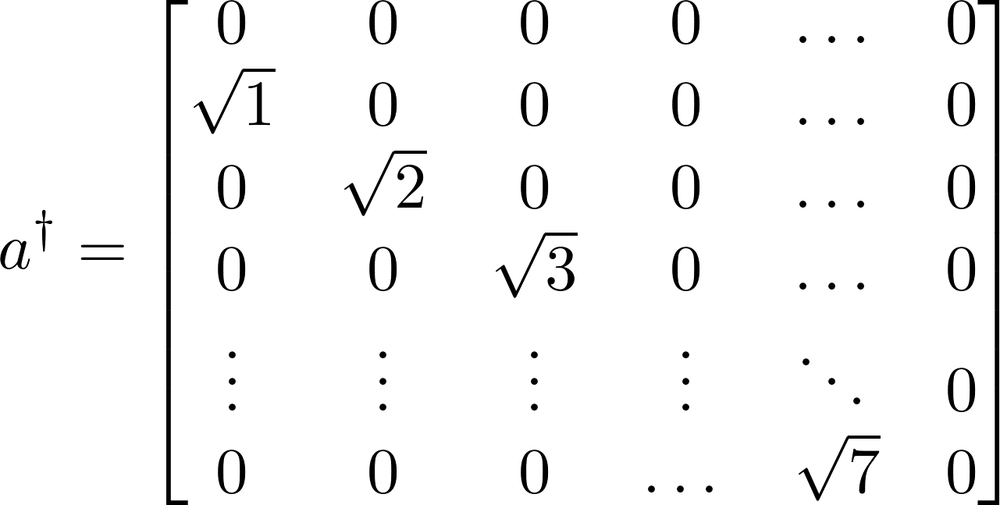 0 0 0 0 … 0
√1 0 0 0 … 0
0 √2 0 0 … 0
a† = 0 0 √3 0 … 0
⋮ ⋮ ⋮ ⋮ ⋱ 0
0 0 0 … √7 0